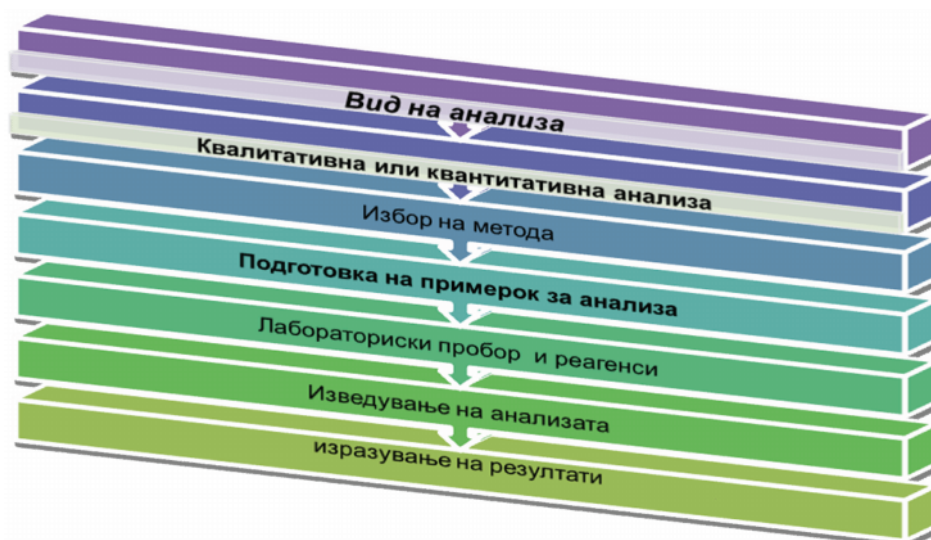 Вид на анализа
Квалитативна или квантитативна анализа
Избор на метода
Подготовка на примерок за анализа
Лабораториски пробор и реагенси
Изведување на анализата
изразување на резултати